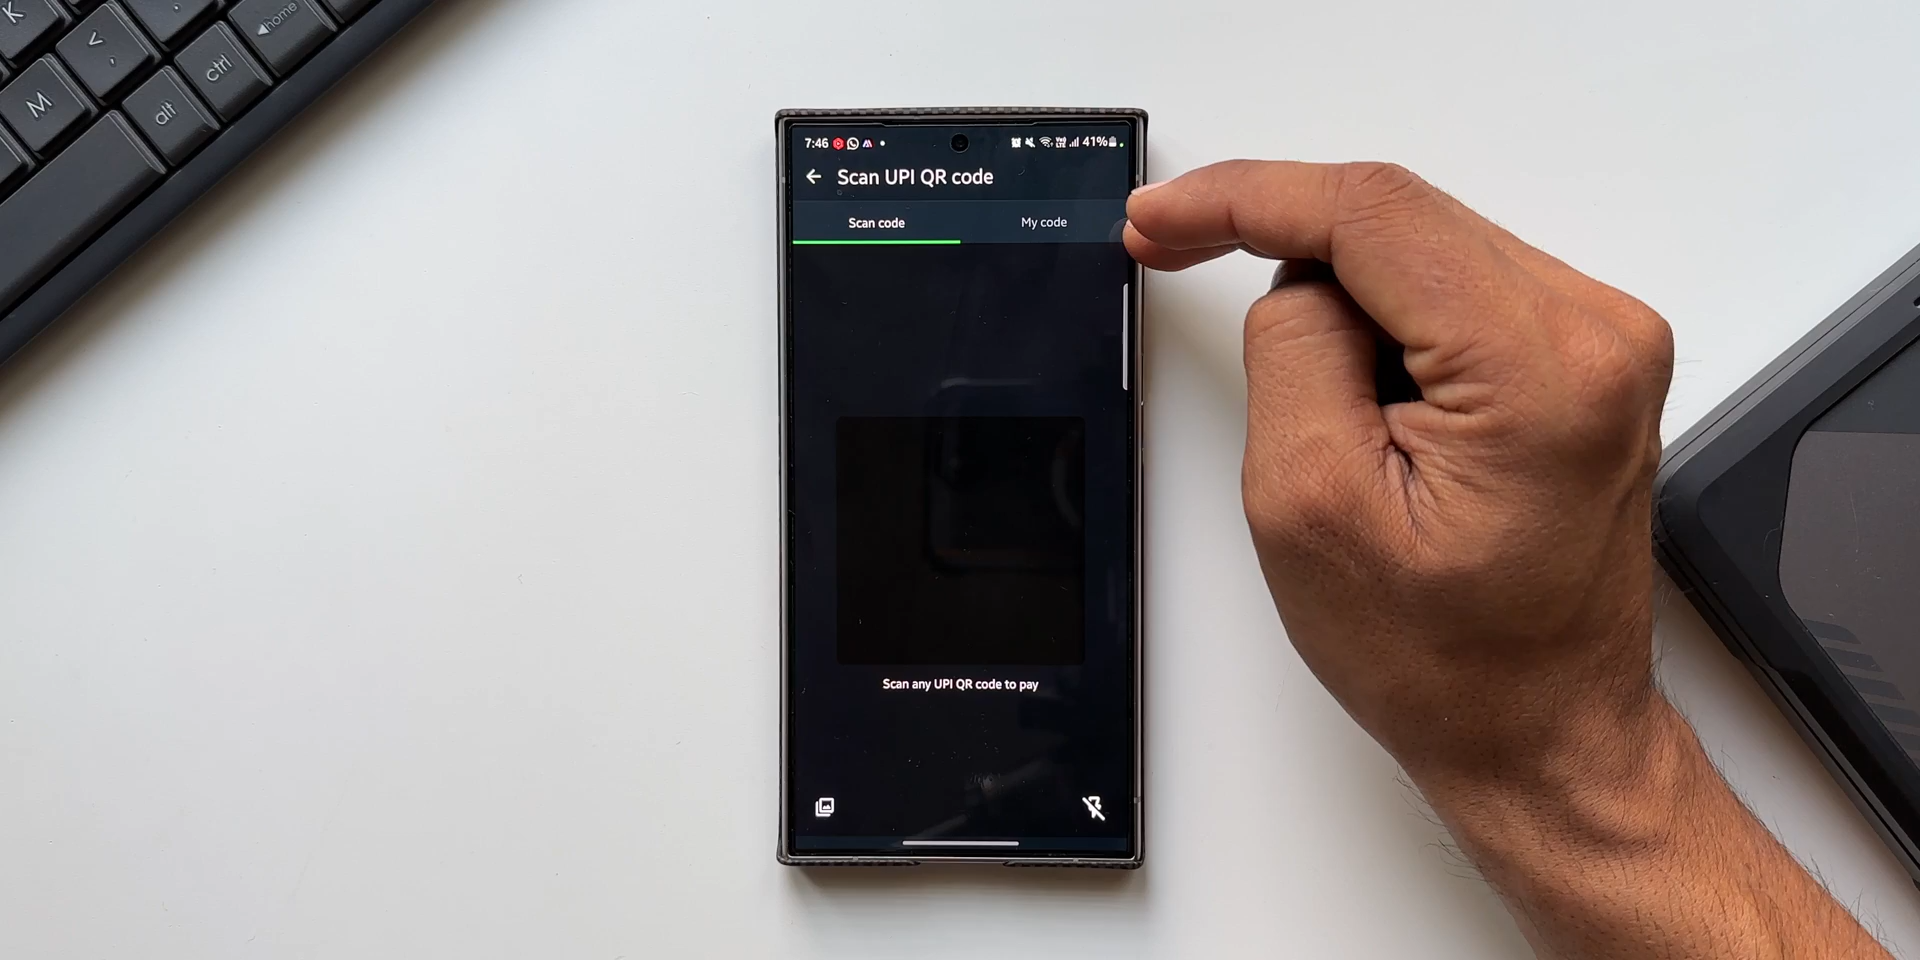 K
<
,
◀home
M
alt
ctrl
7:46
41%
Scan UPI QR code
Scan code
My code
Scan any UPI QR code to pay